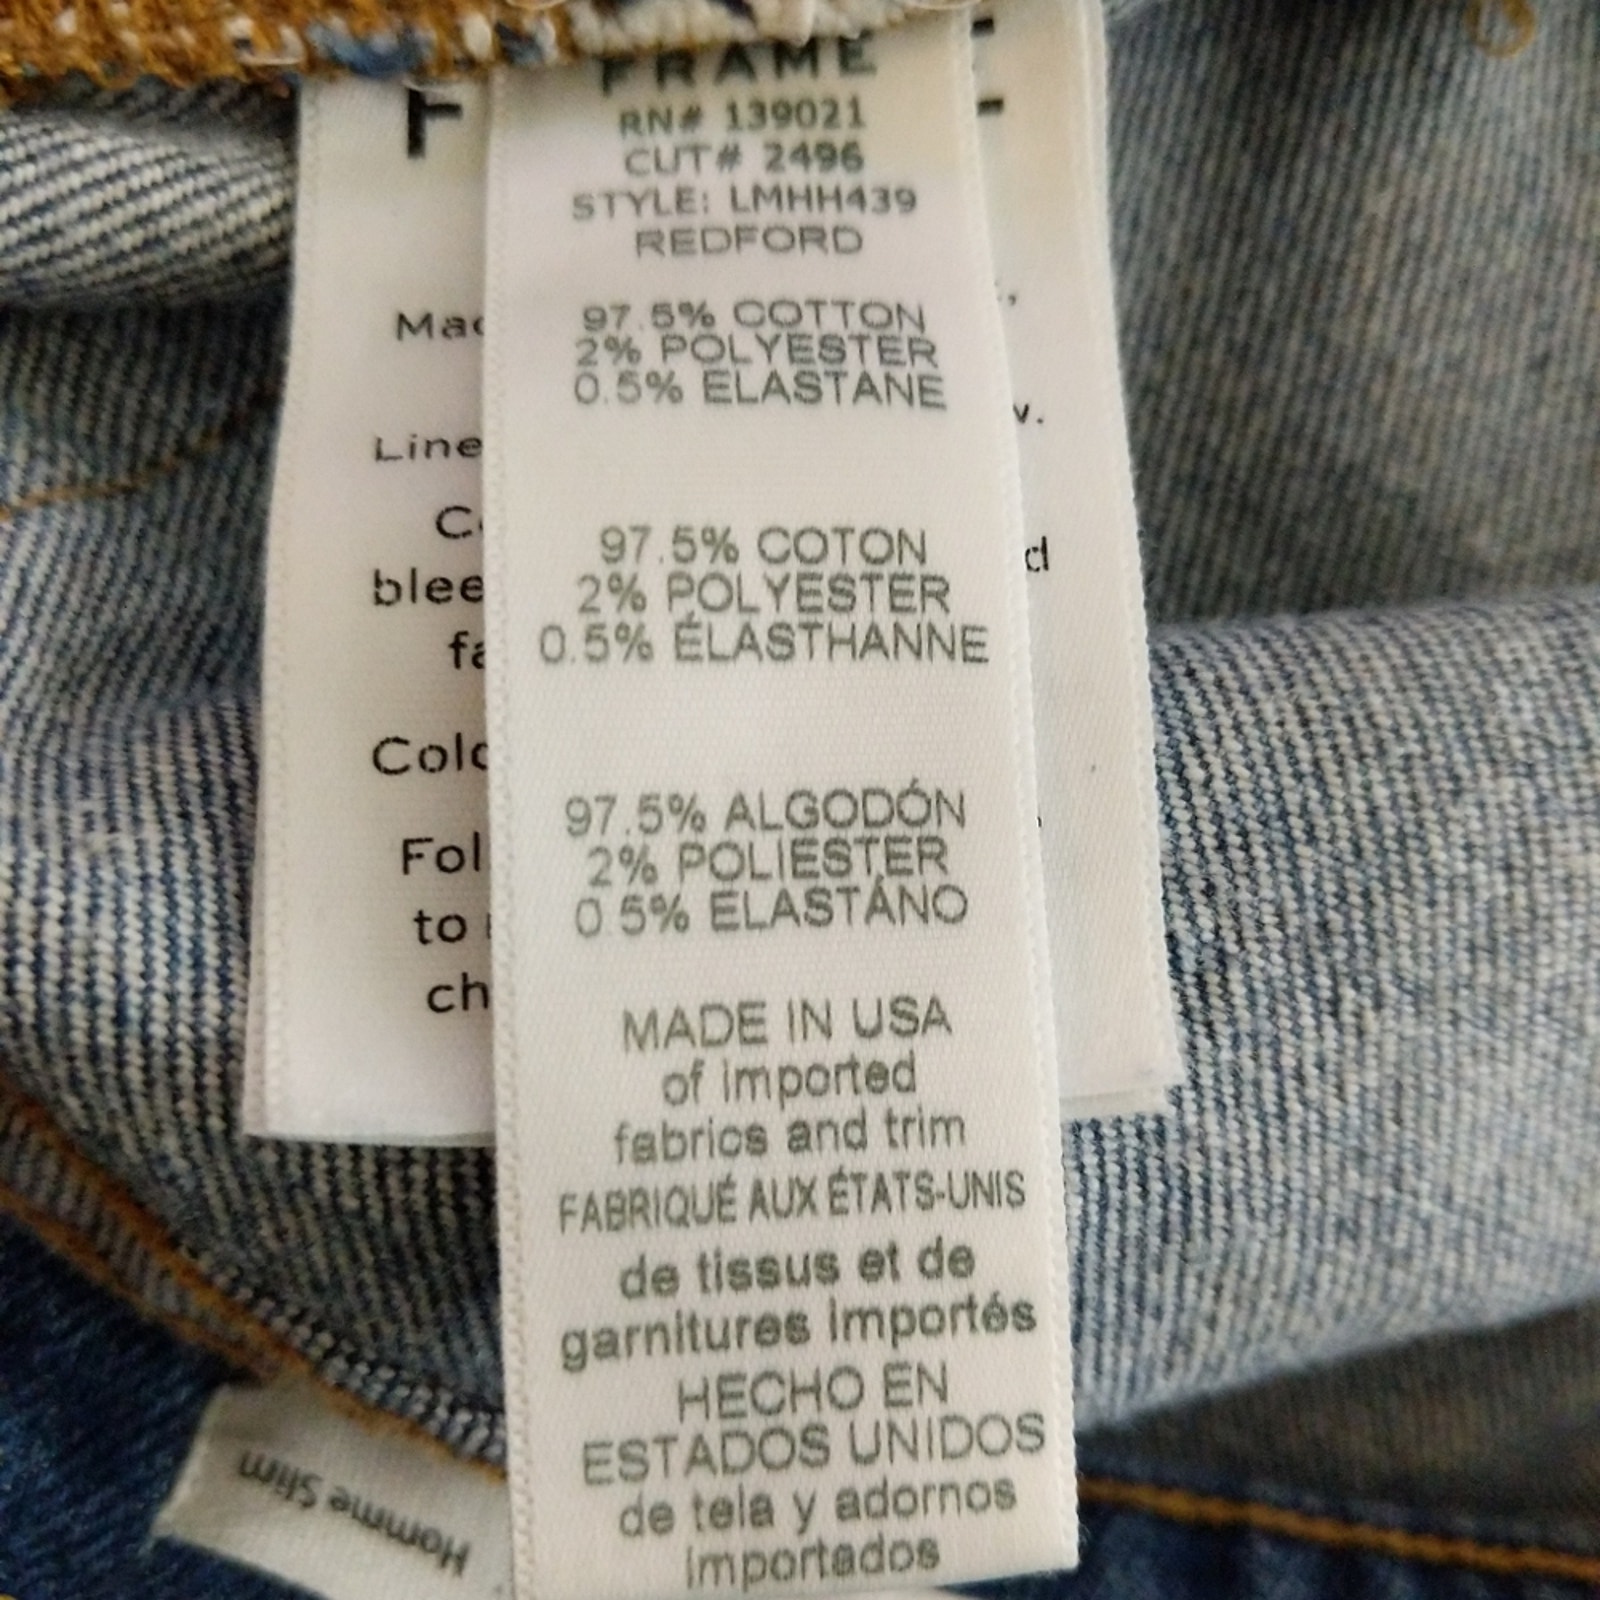 FRAME
RN# 139021
CUT# 2496
STYLE: LMHH439
REDFORD
97.5% COTTON
2% POLYESTER
0.5% ELASTANE
97.5% COTON
2% POLYESTER
0.5% ÉLASTHANNE
97.5% ALGODÓN
2% POLIESTER
0.5% ELASTÁNO
MADE IN USA
of imported
fabrics and trim
FABRIQUÉ AUX ÉTATS-UNIS
de tissus et de
garnitures importés
HECHO EN
ESTADOS UNIDOS
de tela y adornos
importados
to
Homme Slim